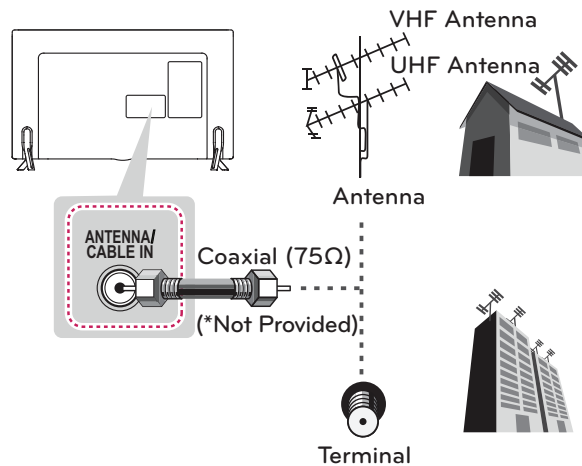 VHF Antenna
UHF Antenna
Antenna
ANTENNA/
CABLE IN
Coaxial (75Ω)
(*Not Provided)
Terminal